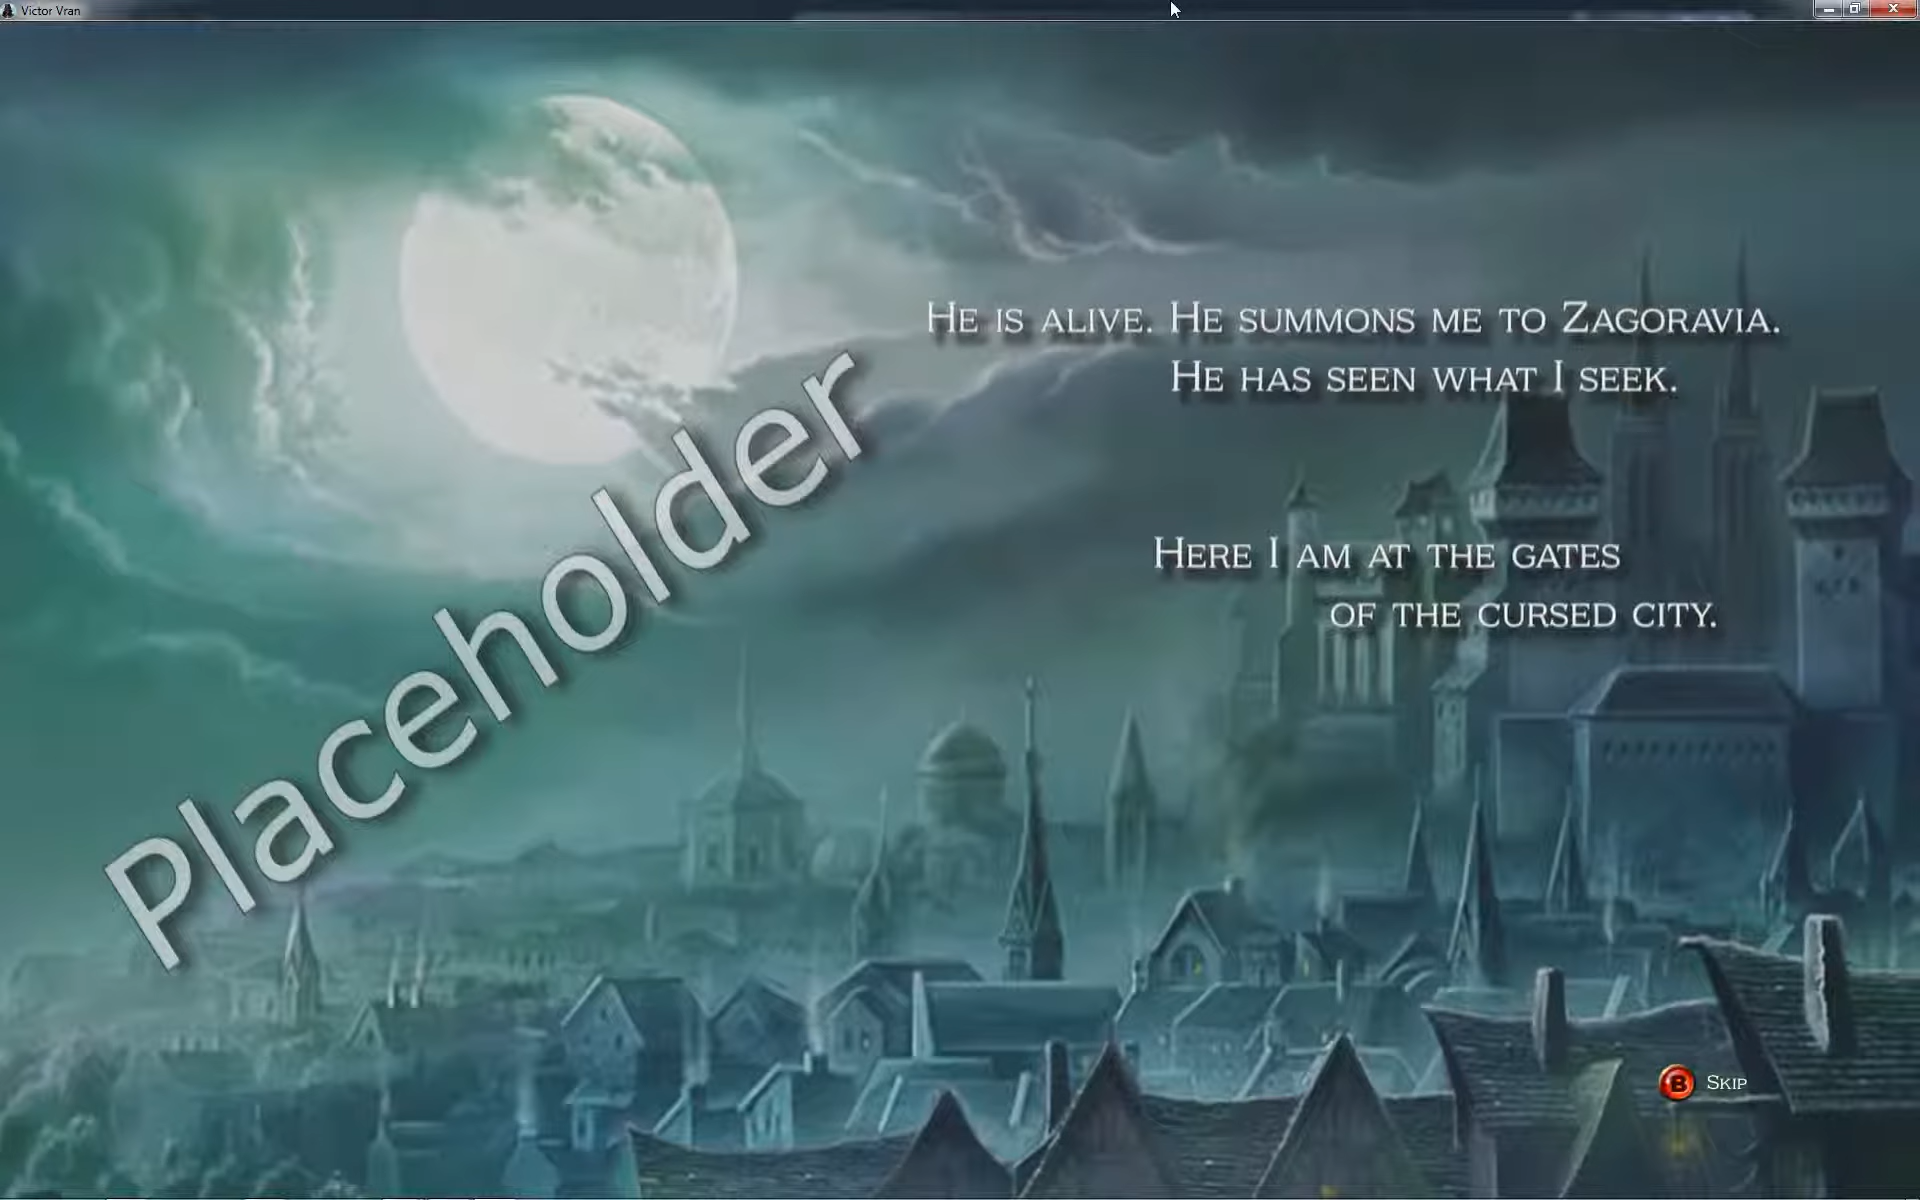 Victor Vran
He is alive. He summons me to Zagoravia.
He has seen what I seek.
Placeholder
Here I am at the gates
of the cursed city.
B Skip